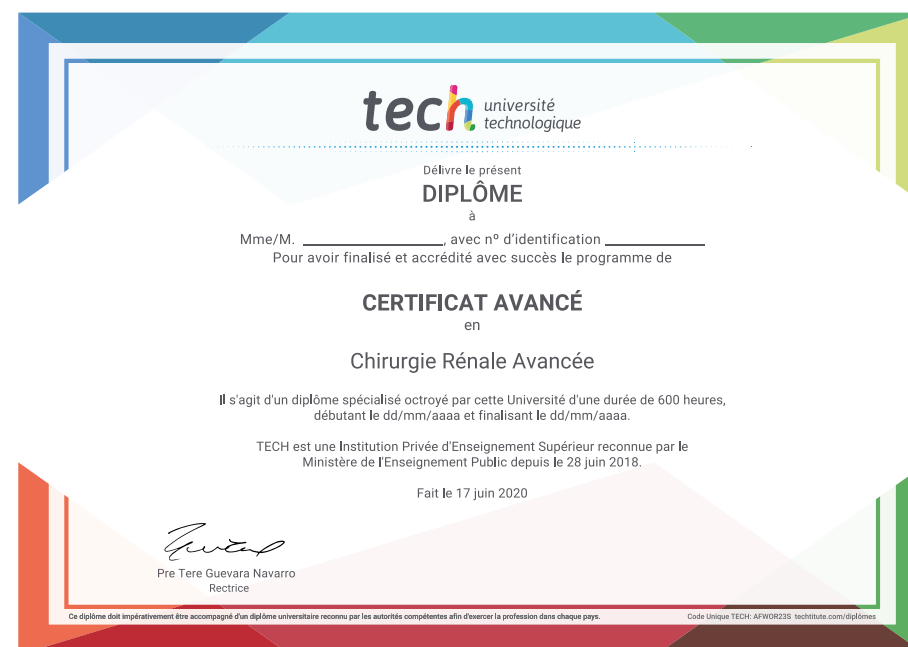 tech université
technologique
Délivre le présent
DIPLÔME
à
Mme/M. ____________________, avec nº d'identification ______________
Pour avoir finalisé et accrédité avec succès le programme de
CERTIFICAT AVANCÉ
en
Chirurgie Rénale Avancée
Il s'agit d'un diplôme spécialisé octroyé par cette Université d'une durée de 600 heures,
débutant le dd/mm/aaaa et finalisant le dd/mm/aaaa.
TECH est une Institution Privée d'Enseignement Supérieur reconnue par le
Ministère de l'Enseignement Public depuis le 28 juin 2018.
Fait le 17 juin 2020
Pre Tere Guevara Navarro
Rectrice
Ce diplôme doit impérativement être accompagné d'un diplôme universitaire reconnu par les autorités compétentes afin d'exercer la profession dans chaque pays.
Code Unique TECH: AFWOR23S techtitute.com/diplômes